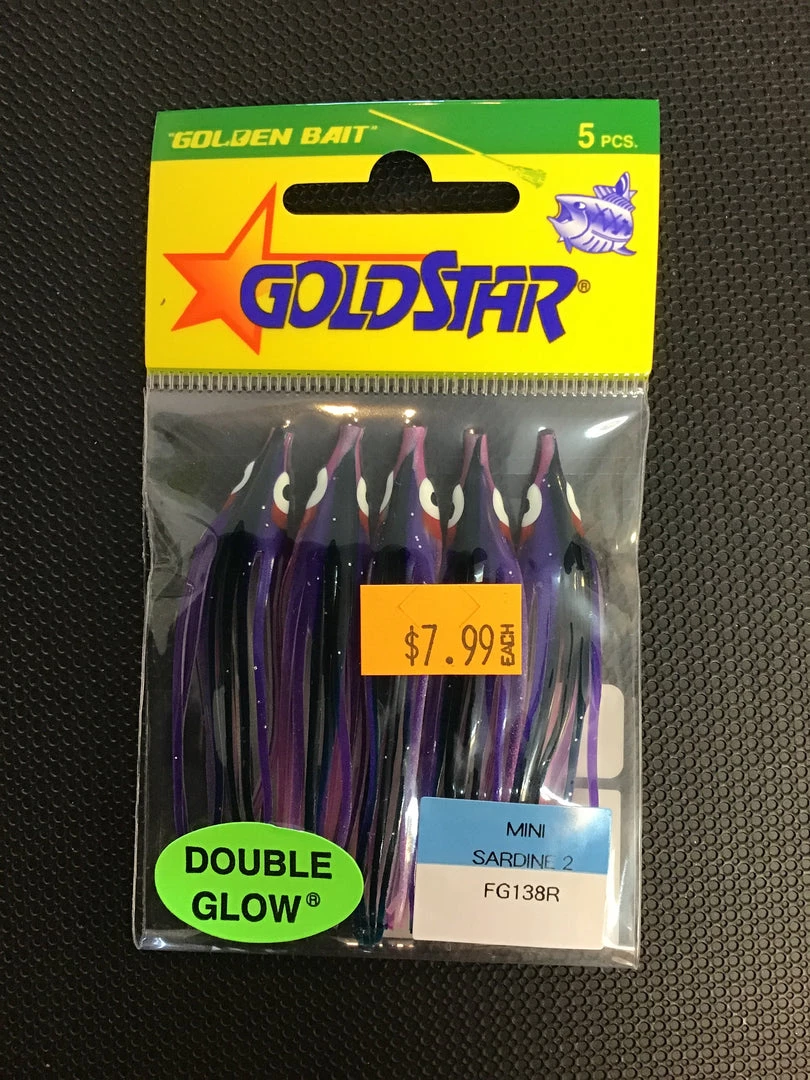 "GOLDEN BAIT"
5 PCS.
GOLDSTAR®
$7.99 EACH
DOUBLE
GLOW®
MINI
SARDINE 2
FG138R